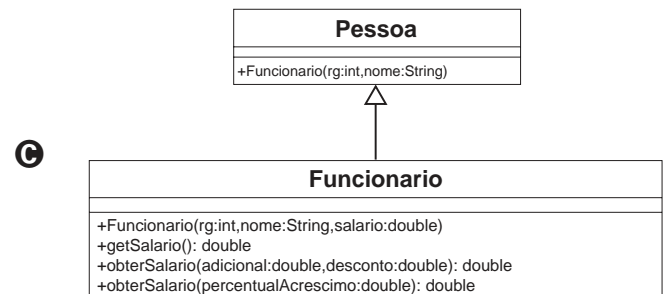 Pessoa
+Funcionario(rg:int,nome:String)
C
Funcionario
+Funcionario(rg:int,nome:String,salario:double)
+getSalario(): double
+obterSalario(adicional:double,desconto:double): double
+obterSalario(percentualAcrescimo:double): double